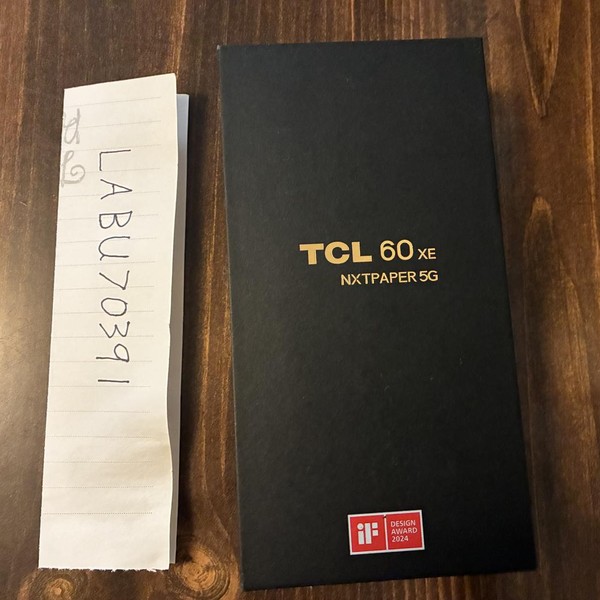 LABU70391
TCL 60 XE
NXTPAPER 5G
iF
DESIGN
AWARD
2024